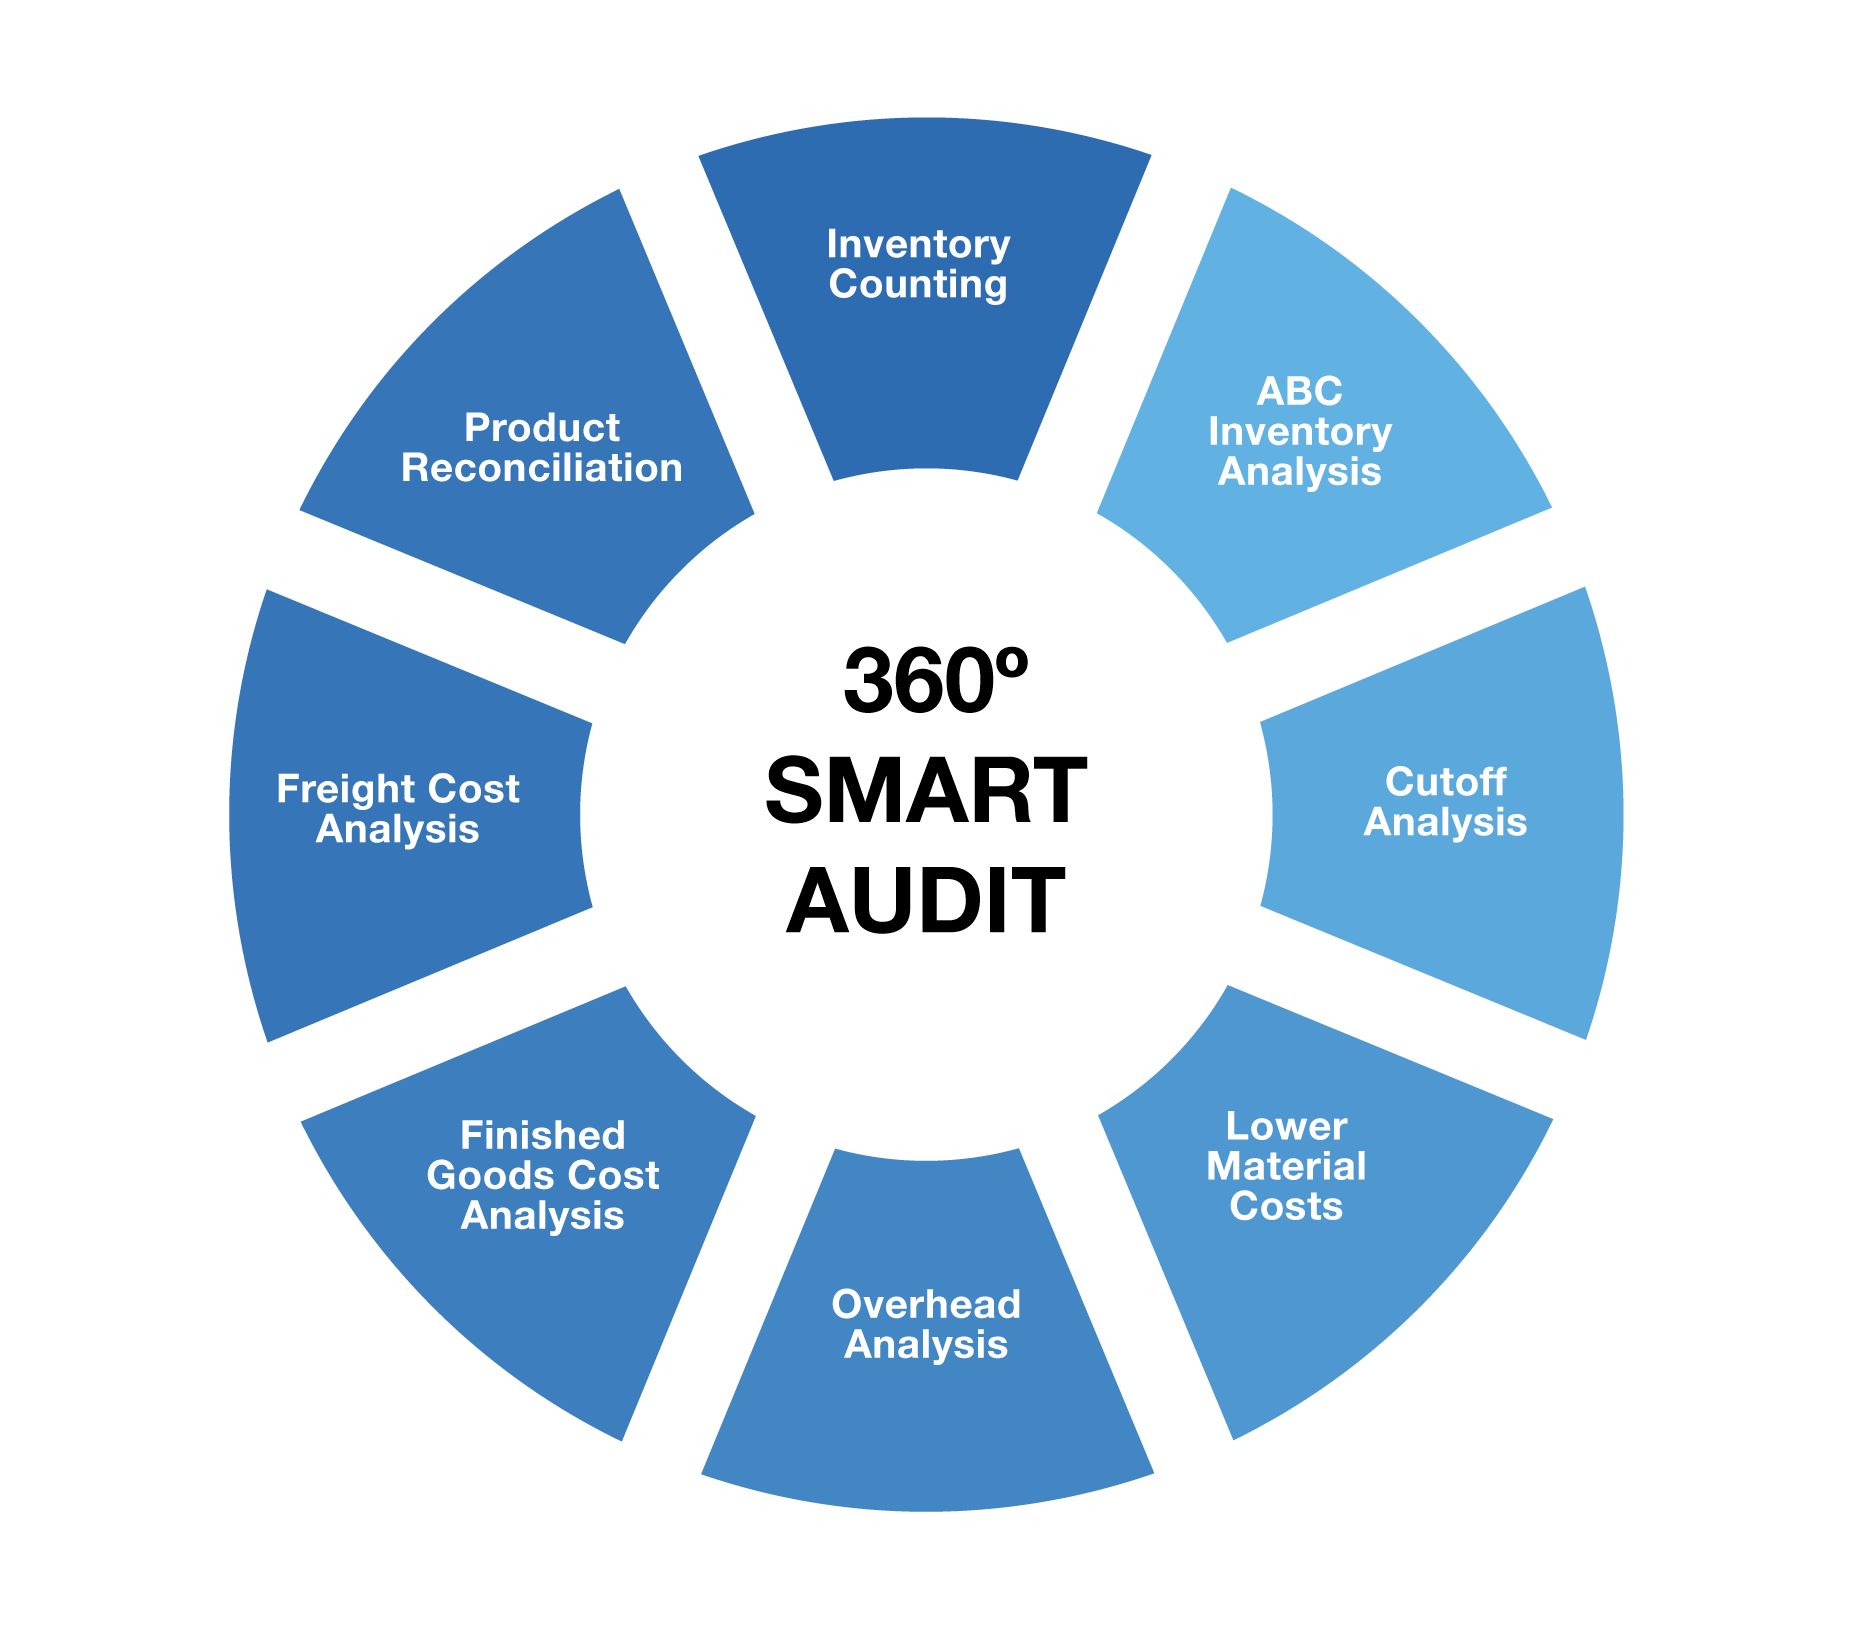 Inventory
Counting
ABC
Inventory
Analysis
Cutoff
Analysis
Lower
Material
Costs
Overhead
Analysis
Finished
Goods Cost
Analysis
Freight Cost
Analysis
Product
Reconciliation
360º
SMART
AUDIT